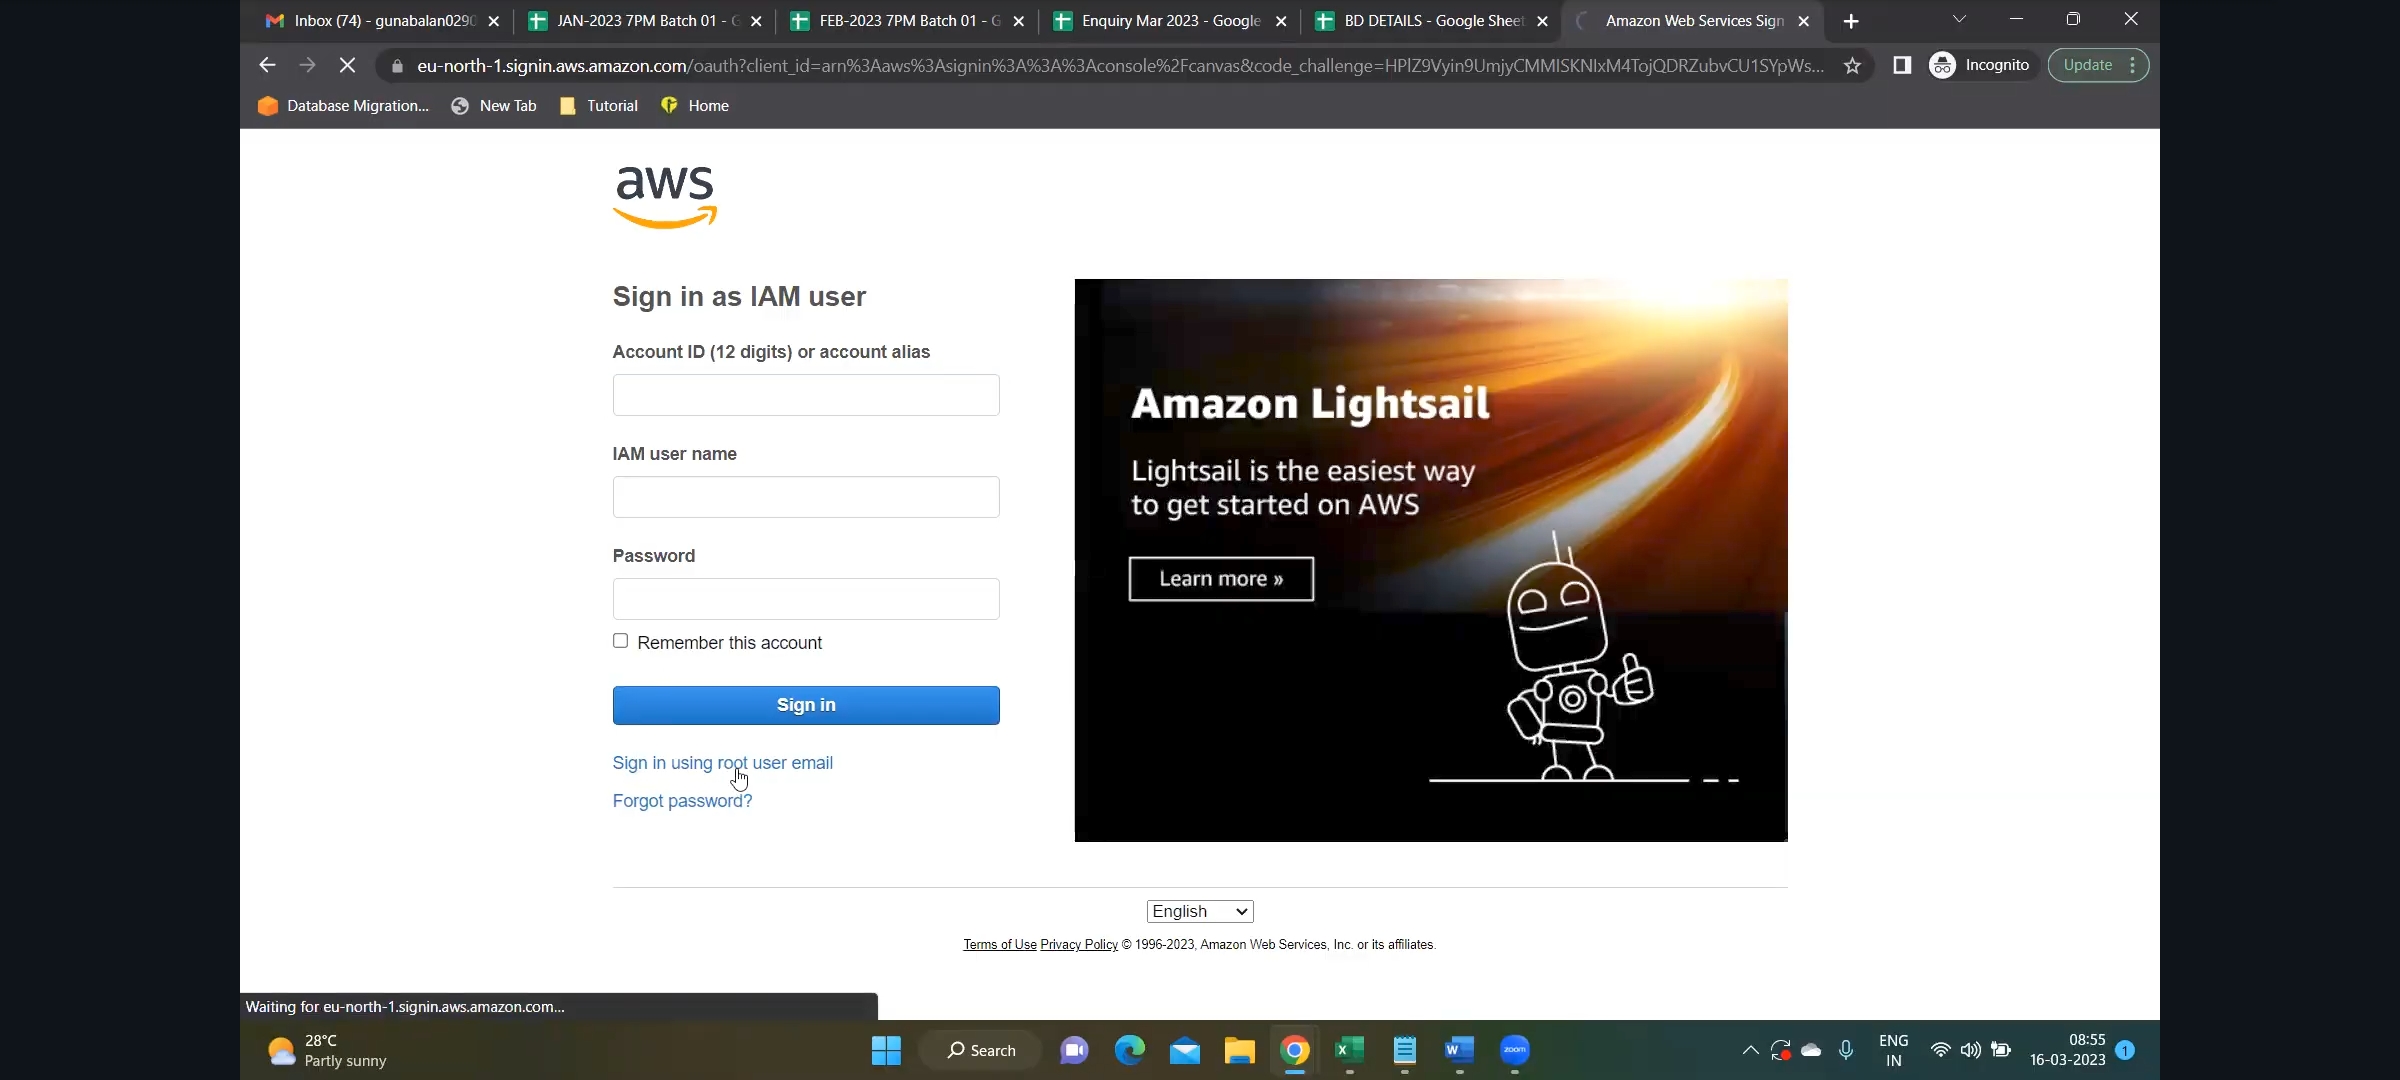 Inbox (74) - gunabalan0290
JAN-2023 7PM Batch 01 - G
FEB-2023 7PM Batch 01 - G
Enquiry Mar 2023 - Google
BD DETAILS - Google Sheet
Amazon Web Services Sign
eu-north-1.signin.aws.amazon.com/oauth?client_id=arn%3Aaws%3Asignin%3A%3A%3Aconsole%2Fcanvas&code_challenge=HPlZ9Vyin9UmjyCMMISKNIxM4TojQDRZubvCU1SYpWs...
Incognito
Update
Database Migration...
New Tab
Tutorial
Home
aws
Sign in as IAM user
Account ID (12 digits) or account alias
IAM user name
Password
Remember this account
Sign in
Sign in using root user email
Forgot password?
Amazon Lightsail
Lightsail is the easiest way
to get started on AWS
Learn more »
English
Terms of Use Privacy Policy © 1996-2023, Amazon Web Services, Inc. or its affiliates.
Waiting for eu-north-1.signin.aws.amazon.com...
28°C
Partly sunny
Search
zoom
ENG
IN
08:55
16-03-2023
1